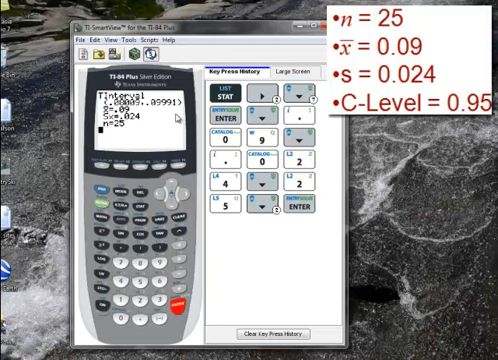 TI-SmartView™ for the TI-84 Plus
File Edit View Tools Scripts Help
TI-84 Plus Silver Edition
TEXAS INSTRUMENTS
TInterval
(.08009,.09991)
x̄=.09
Sx=.024
n=25
Key Press History
Large Screen
LIST
STAT
ENTRY SOLVE
ENTER
i
.
CATALOG
0
W
9
i
.
CATALOG
0
L2
2
L4
4
L2
2
L5
5
ENTRY SOLVE
ENTER
Clear Key Press History
•n = 25
•x̄ = 0.09
•s = 0.024
•C-Level = 0.95